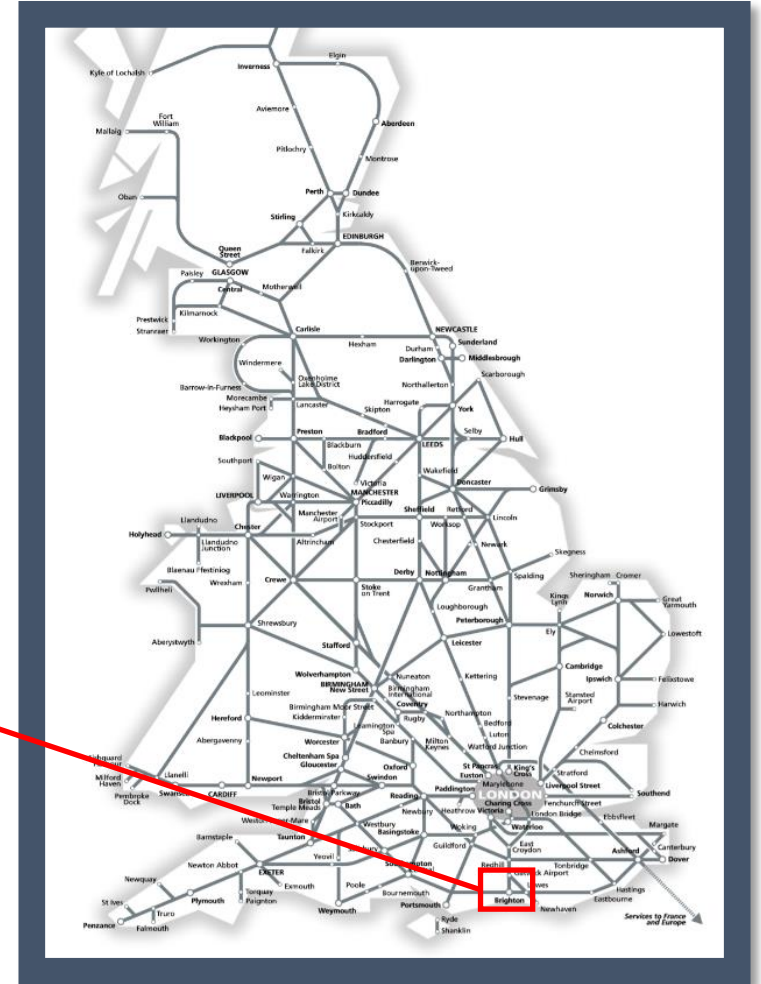 Kyle of Lochalsh
Inverness
Elgin
Aviemore
Aberdeen
Fort
William
Mallaig
Pitlochry
Montrose
Perth
Dundee
Oban
Stirling
Kirkcaldy
EDINBURGH
Falkirk
Queen
Street
GLASGOW
Central
Paisley
Motherwell
Berwick-
upon-Tweed
Prestwick
Kilmarnock
Stranraer
Carlisle
Hexham
NEWCASTLE
Sunderland
Workington
Durham
Darlington
Middlesbrough
Windermere
Oxenholme
Lake District
Northallerton
Scarborough
Barrow-in-Furness
Morecambe
Heysham Port
Lancaster
Harrogate
Skipton
York
Blackpool
Preston
Bradford
LEEDS
Selby
Hull
Blackburn
Huddersfield
Bolton
Southport
Wigan
Victoria
Wakefield
MANCHESTER
Piccadilly
Doncaster
Grimsby
LIVERPOOL
Warrington
Manchester
Airport
Stockport
Sheffield
Retford
Worksop
Lincoln
Llandudno
Holyhead
Chester
Llandudno
Junction
Altrincham
Chesterfield
Newark
Skegness
Blaenau Ffestiniog
Wrexham
Crewe
Stoke
on Trent
Derby
Nottingham
Grantham
Spalding
Sheringham
Cromer
Pwllheli
Kings
Lynn
Norwich
Great
Yarmouth
Loughborough
Peterborough
Ely
Lowestoft
Shrewsbury
Aberystwyth
Stafford
Leicester
Wolverhampton
BIRMINGHAM
New Street
Nuneaton
Birmingham
International
Kettering
Cambridge
Ipswich
Felixstowe
Leominster
Birmingham Moor Street
Kidderminster
Coventry
Rugby
Northampton
Stevenage
Stansted
Airport
Harwich
Hereford
Leamington
Spa
Bedford
Luton
Colchester
Abergavenny
Worcester
Banbury
Milton
Keynes
Watford Junction
Chelmsford
Cheltenham Spa
Gloucester
Oxford
St Pancras
Euston
King's
Cross
Stratford
Milford
Haven
Llanelli
Pembroke
Dock
Swansea
CARDIFF
Newport
Bristol Parkway
Swindon
Reading
Paddington
Marylebone
LONDON
Liverpool Street
Fenchurch Street
Southend
Bristol
Temple Meads
Bath
Newbury
Heathrow
Victoria
Charing Cross
London Bridge
Waterloo
Ebbsfleet
Margate
Weston-super-Mare
Westbury
Basingstoke
Woking
Guildford
East
Croydon
Canterbury
Barnstaple
Taunton
Yeovil
Redhill
Gatwick Airport
Tonbridge
Ashford
Dover
Newton Abbot
EXETER
Exmouth
Poole
Bournemouth
Portsmouth
Lewes
Brighton
Newhaven
Hastings
Eastbourne
Newquay
Plymouth
Torquay
Paignton
Weymouth
St Ives
Truro
Penzance
Falmouth
Ryde
Shanklin
Services to France
and Europe